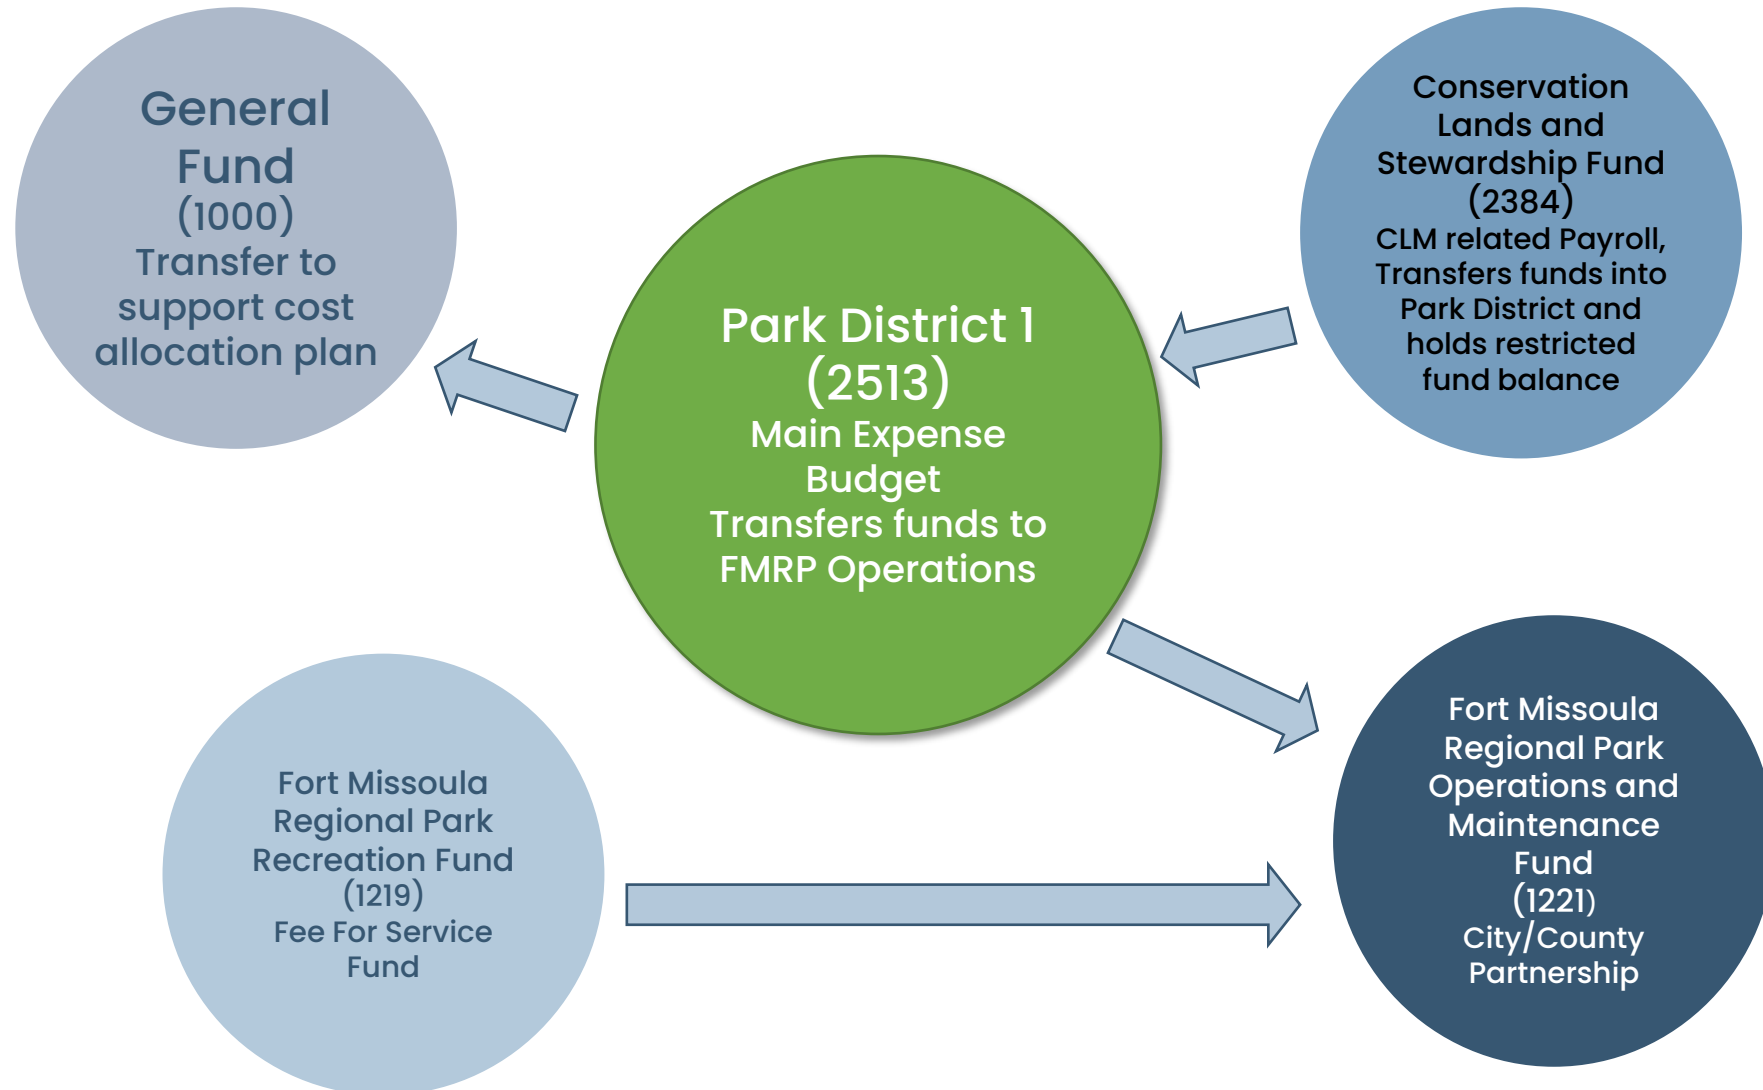 General
Fund
(1000)
Transfer to
support cost
allocation plan
Conservation
Lands and
Stewardship Fund
(2384)
CLM related Payroll,
Transfers funds into
Park District and
holds restricted
fund balance
Park District 1
(2513)
Main Expense
Budget
Transfers funds to
FMRP Operations
Fort Missoula
Regional Park
Recreation Fund
(1219)
Fee For Service
Fund
Fort Missoula
Regional Park
Operations and
Maintenance
Fund
(1221)
City/County
Partnership